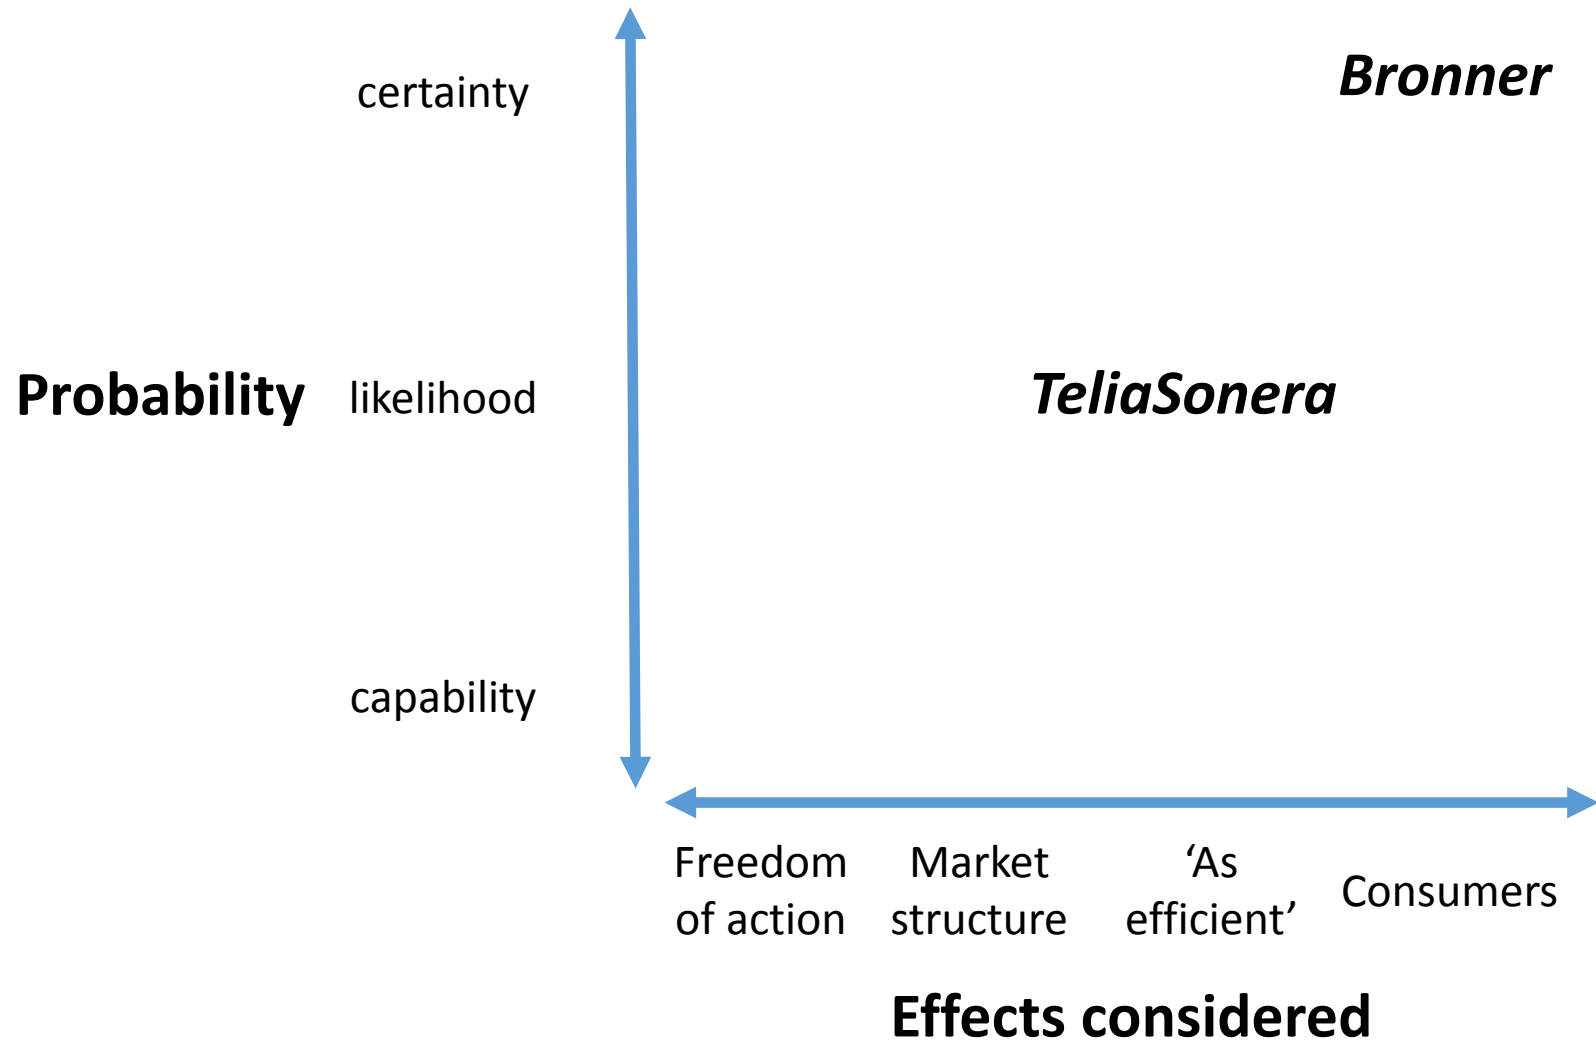 certainty
Bronner
Probability
likelihood
TeliaSonera
capability
Freedom
of action
Market
structure
‘As
efficient’
Consumers
Effects considered